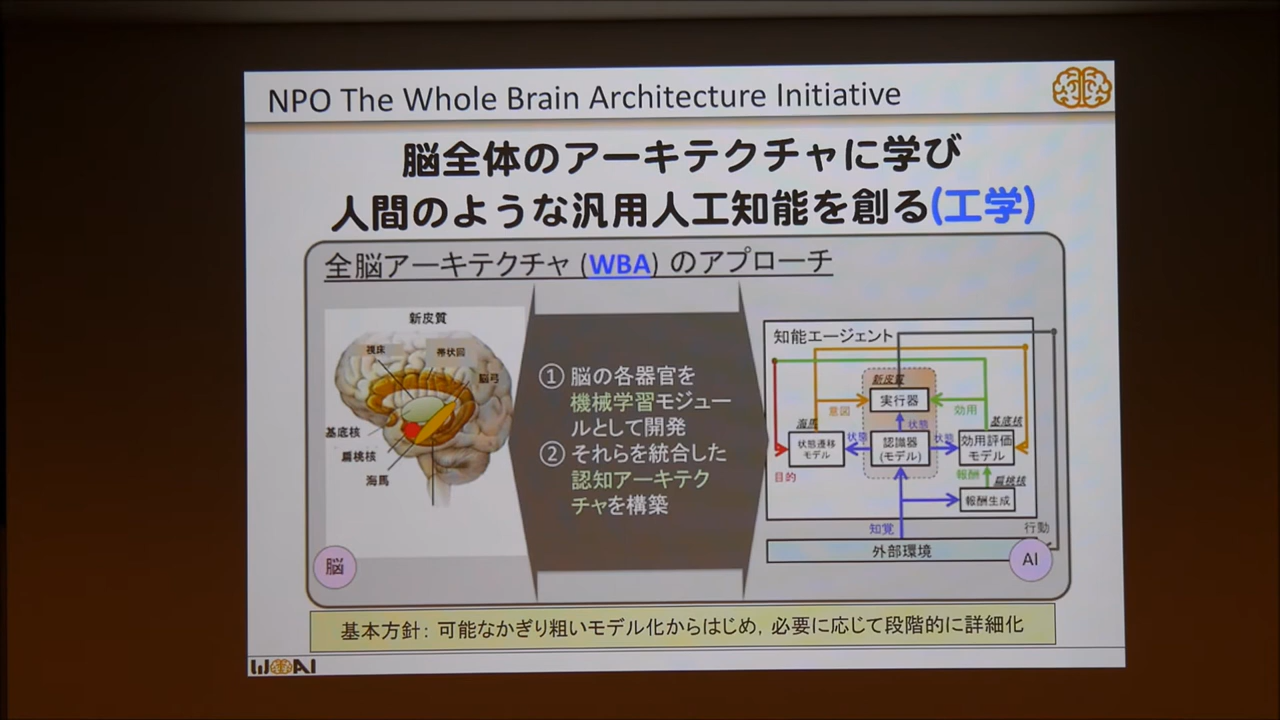 NPO The Whole Brain Architecture Initiative
脳全体のアーキテクチャに学び
人間のような汎用人工知能を創る(工学)
全脳アーキテクチャ (WBA) のアプローチ
新皮質
視床
帯状回
脳弓
基底核
扁桃核
海馬
脳
① 脳の各器官を
機械学習モジュー
ルとして開発
② それらを統合した
認知アーキテク
チャを構築
知能エージェント
新皮質
実行器
意図
効用
海馬
状態
基底核
状態遷移
モデル
状態
認識器
(モデル)
状態
効用評価
モデル
目的
報酬
扁桃核
報酬生成
知覚
行動
外部環境
AI
基本方針: 可能なかぎり粗いモデル化からはじめ, 必要に応じて段階的に詳細化
WBAI